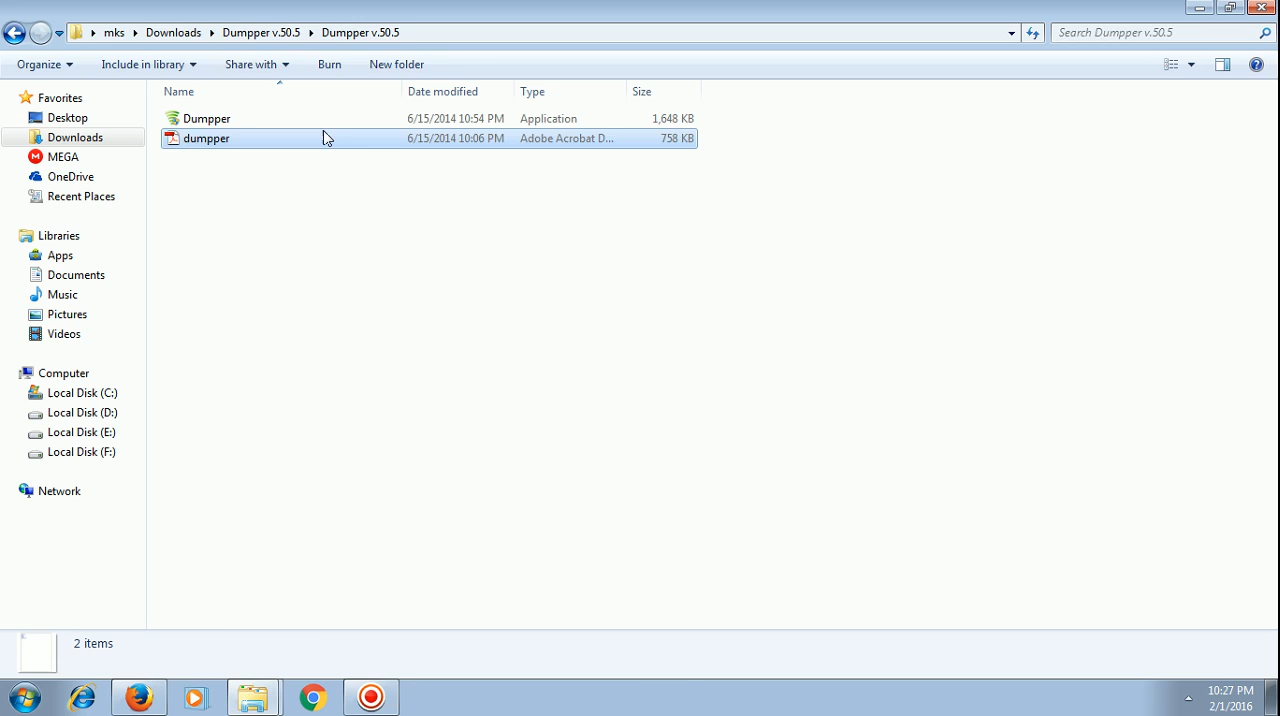 mks Downloads Dumpper v.50.5 Dumpper v.50.5 Search Dumpper v.50.5
Organize Include in library Share with Burn New folder
Name Date modified Type Size
Dumpper 6/15/2014 10:54 PM Application 1,648 KB
dumpper 6/15/2014 10:06 PM Adobe Acrobat D... 758 KB
Favorites
Desktop
Downloads
MEGA
OneDrive
Recent Places
Libraries
Apps
Documents
Music
Pictures
Videos
Computer
Local Disk (C:)
Local Disk (D:)
Local Disk (E:)
Local Disk (F:)
Network
2 items
10:27 PM
2/1/2016